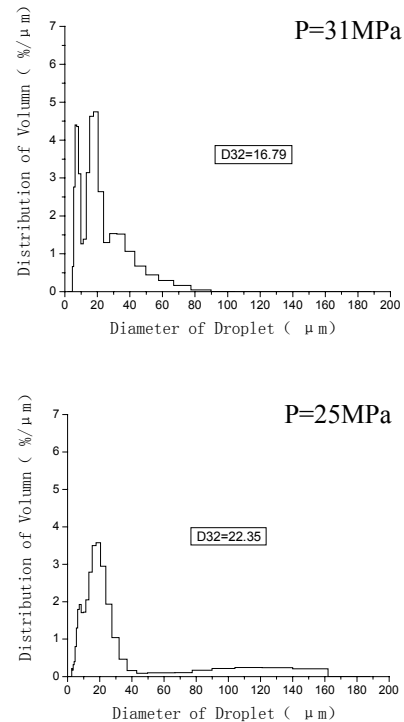 P=31MPa
7
6
5
4
3
2
1
0
Distribution of Volumn ( %/μm)
D32=16.79
0 20 40 60 80 100 120 140 160 180 200
Diameter of Droplet ( μm)
P=25MPa
7
6
5
4
3
2
1
0
Distribution of Volumn ( %/μm)
D32=22.35
0 20 40 60 80 100 120 140 160 180 200
Diameter of Droplet ( μm)